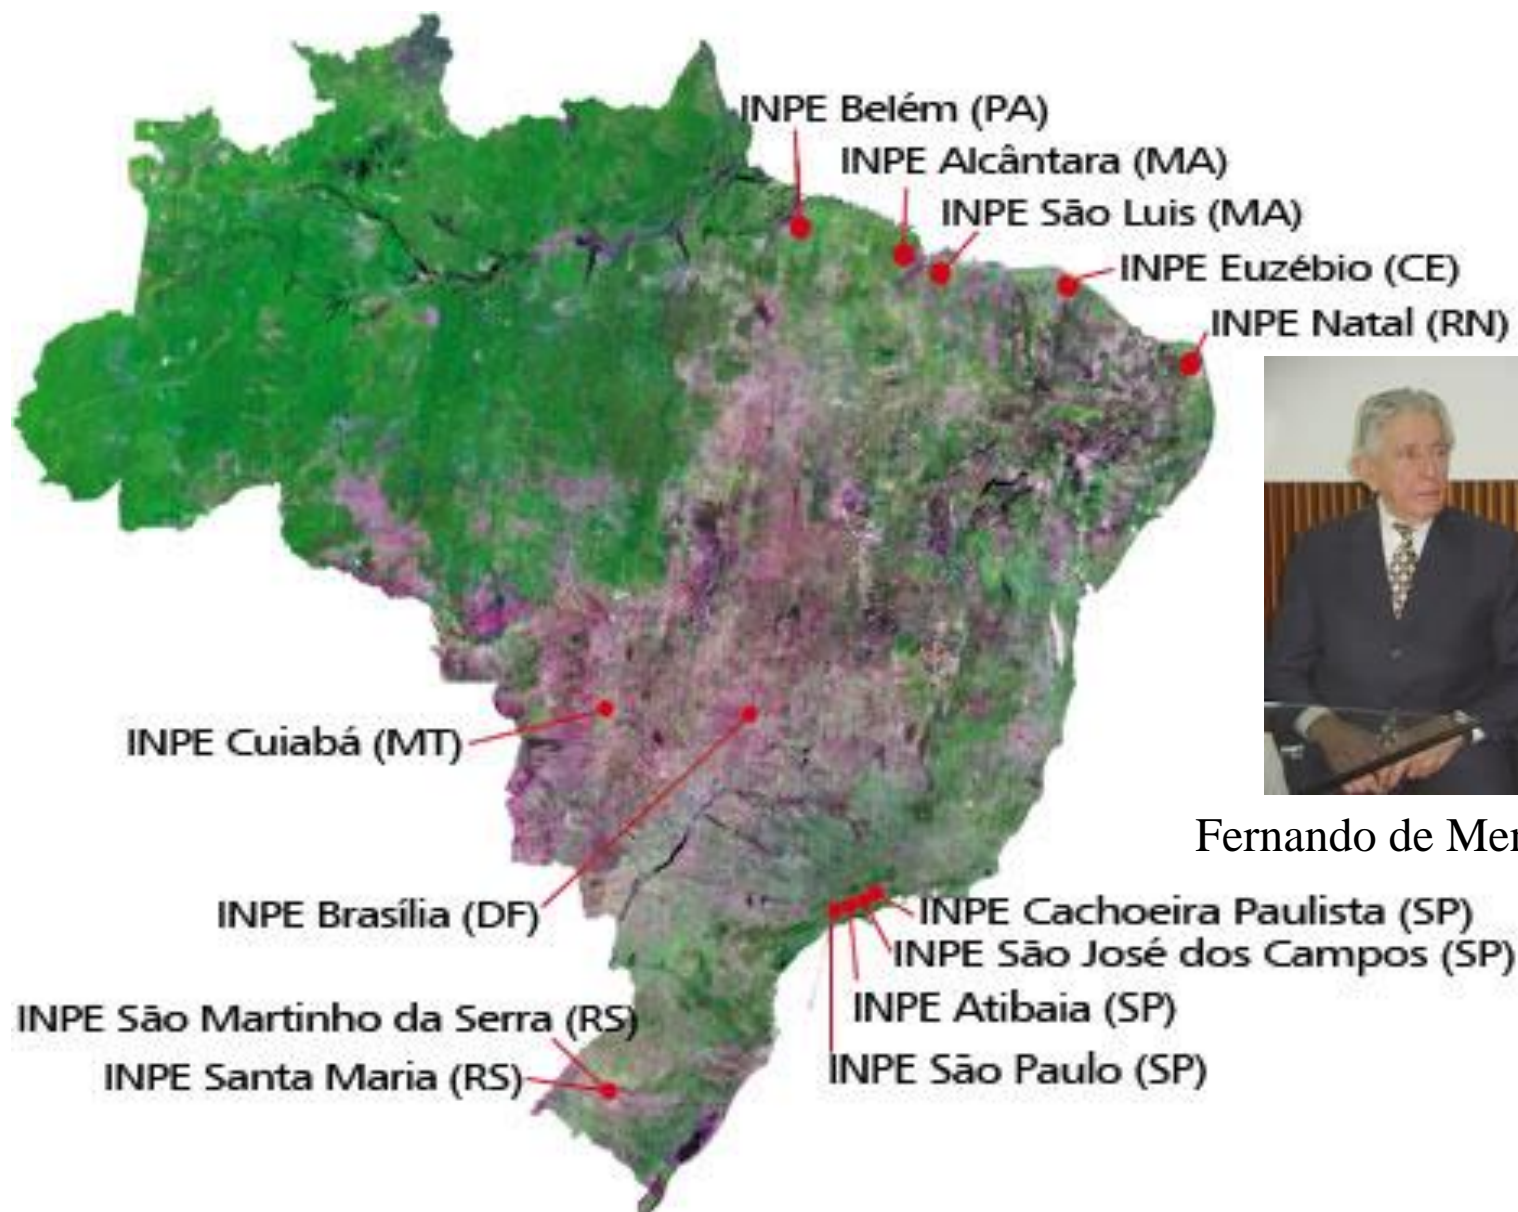 INPE Belém (PA)
INPE Alcântara (MA)
INPE São Luis (MA)
INPE Euzébio (CE)
INPE Natal (RN)
INPE Cuiabá (MT)
Fernando de
INPE Brasília (DF)
INPE Cachoeira Paulista (SP)
INPE São José dos Campos (SP)
INPE Atibaia (SP)
INPE São Martinho da Serra (RS)
INPE São Paulo (SP)
INPE Santa Maria (RS)